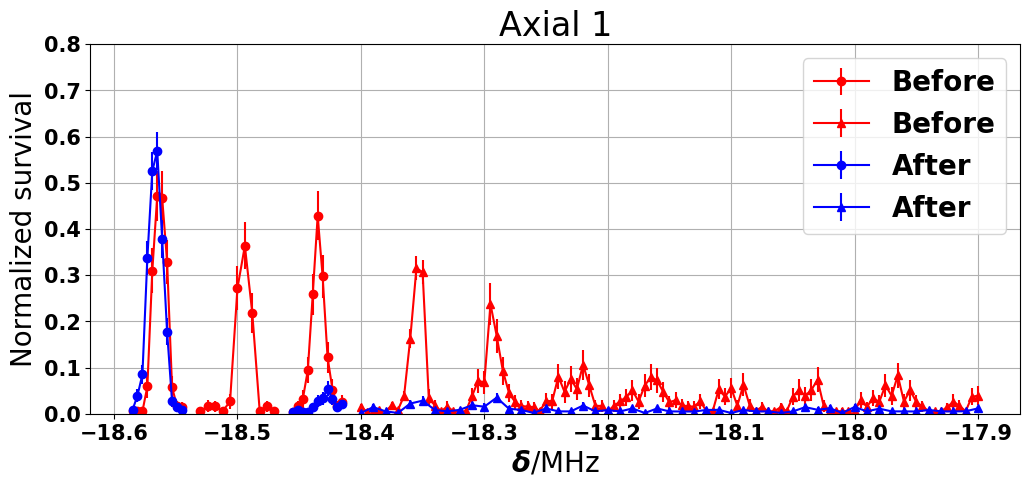 Axial 1
Normalized survival
0.8
0.7
0.6
0.5
0.4
0.3
0.2
0.1
0.0
Before
Before
After
After
−18.6 −18.5 −18.4 −18.3 −18.2 −18.1 −18.0 −17.9
δ/MHz